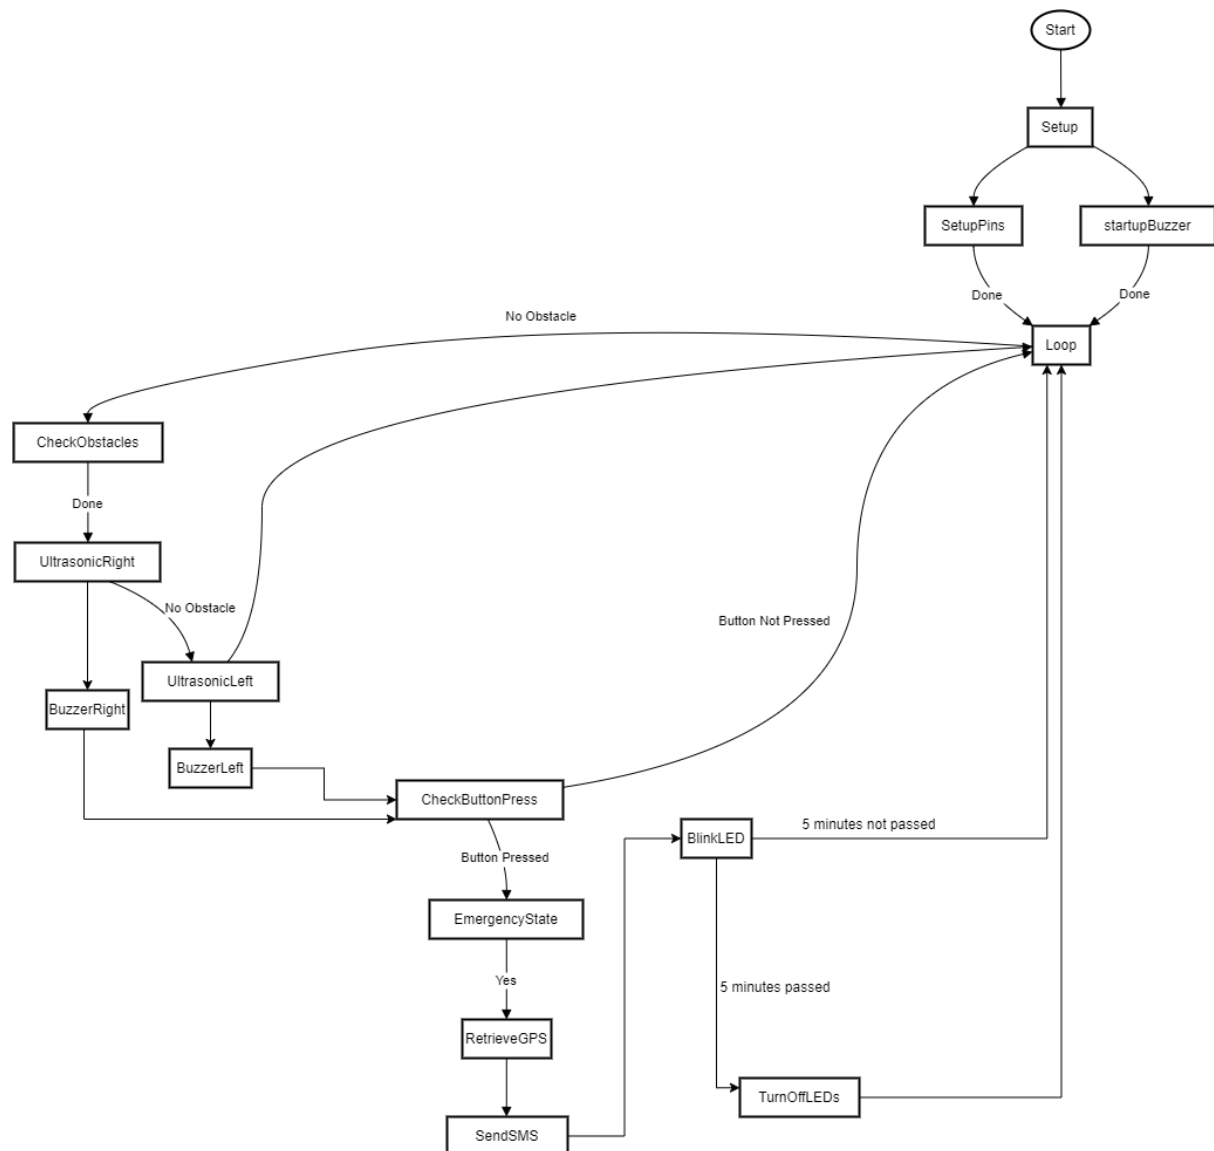 Start
Setup
SetupPins
startupBuzzer
Done
Done
No Obstacle
Loop
CheckObstacles
Done
UltrasonicRight
No Obstacle
Button Not Pressed
UltrasonicLeft
BuzzerRight
BuzzerLeft
CheckButtonPress
5 minutes not passed
BlinkLED
Button Pressed
EmergencyState
Yes
5 minutes passed
RetrieveGPS
TurnOffLEDs
SendSMS